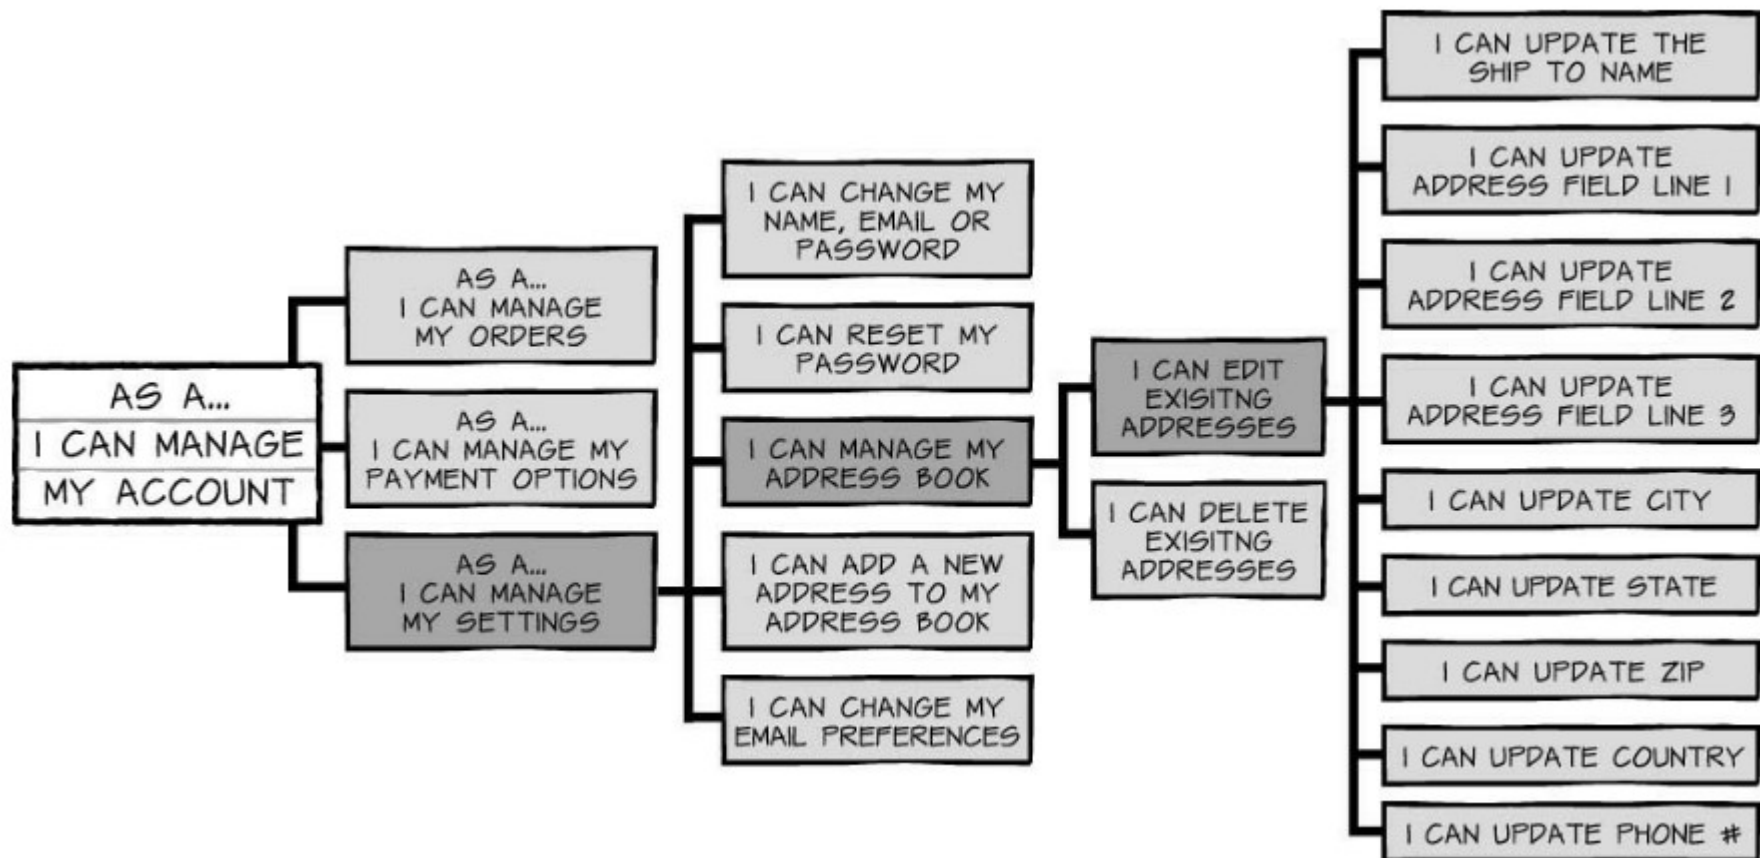 AS A...
I CAN MANAGE
MY ACCOUNT
AS A...
I CAN MANAGE
MY ORDERS
AS A...
I CAN MANAGE MY
PAYMENT OPTIONS
AS A...
I CAN MANAGE
MY SETTINGS
I CAN CHANGE MY
NAME, EMAIL OR
PASSWORD
I CAN RESET MY
PASSWORD
I CAN MANAGE MY
ADDRESS BOOK
I CAN ADD A NEW
ADDRESS TO MY
ADDRESS BOOK
I CAN CHANGE MY
EMAIL PREFERENCES
I CAN EDIT
EXISITNG
ADDRESSES
I CAN DELETE
EXISITNG
ADDRESSES
I CAN UPDATE THE
SHIP TO NAME
I CAN UPDATE
ADDRESS FIELD LINE 1
I CAN UPDATE
ADDRESS FIELD LINE 2
I CAN UPDATE
ADDRESS FIELD LINE 3
I CAN UPDATE CITY
I CAN UPDATE STATE
I CAN UPDATE ZIP
I CAN UPDATE COUNTRY
I CAN UPDATE PHONE #